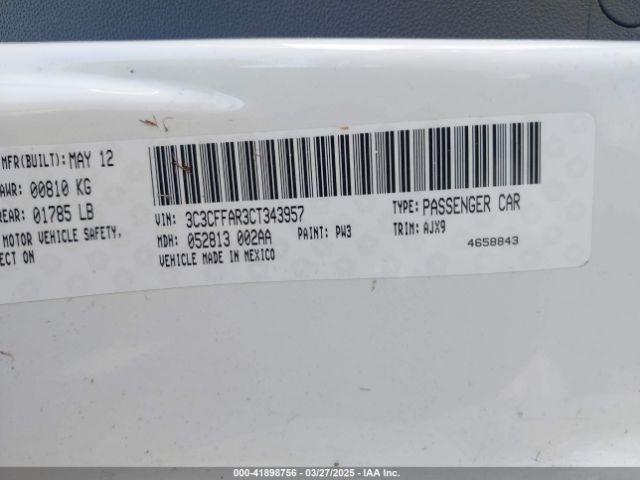 MFR(BUILT): MAY 12
AWR: 00810 KG
REAR: 01785 LB
MOTOR VEHICLE SAFETY,
ECT ON
VIN: 3C3CFFAR3CT343957
MDH: 052813 002AA
PAINT: PW3
VEHICLE MADE IN MEXICO
TYPE: PASSENGER CAR
TRIM: AJX9
4658843
000-41898756 — 03/27/2025 — IAA Inc.